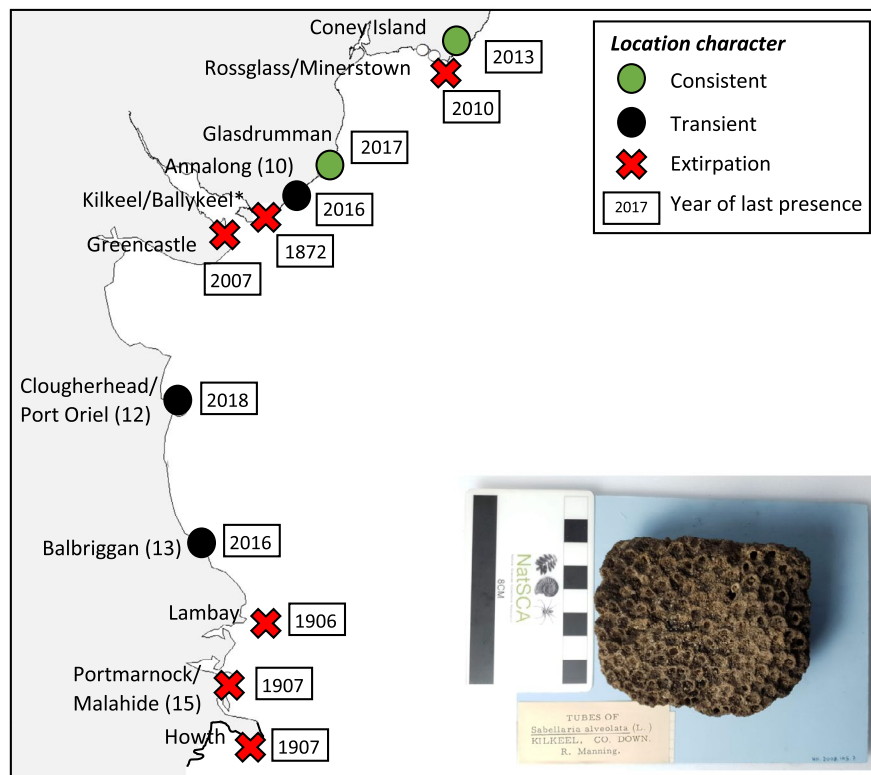 Coney Island
2013
Rossglass/Minerstown
2010
Glasdrumman
2017
Annalong (10)
2016
Kilkeel/Ballykeel*
1872
Greencastle
2007
Clougherhead/
Port Oriel (12)
2018
Balbriggan (13)
2016
Lambay
1906
Portmarnock/
Malahide (15)
1907
Howth
1907
Location character
Consistent
Transient
Extirpation
2017 Year of last presence
8CM
NatSCA
TUBES OF
Sabellaria alveolata (L.)
KILKEEL, CO. DOWN.
R. Manning.